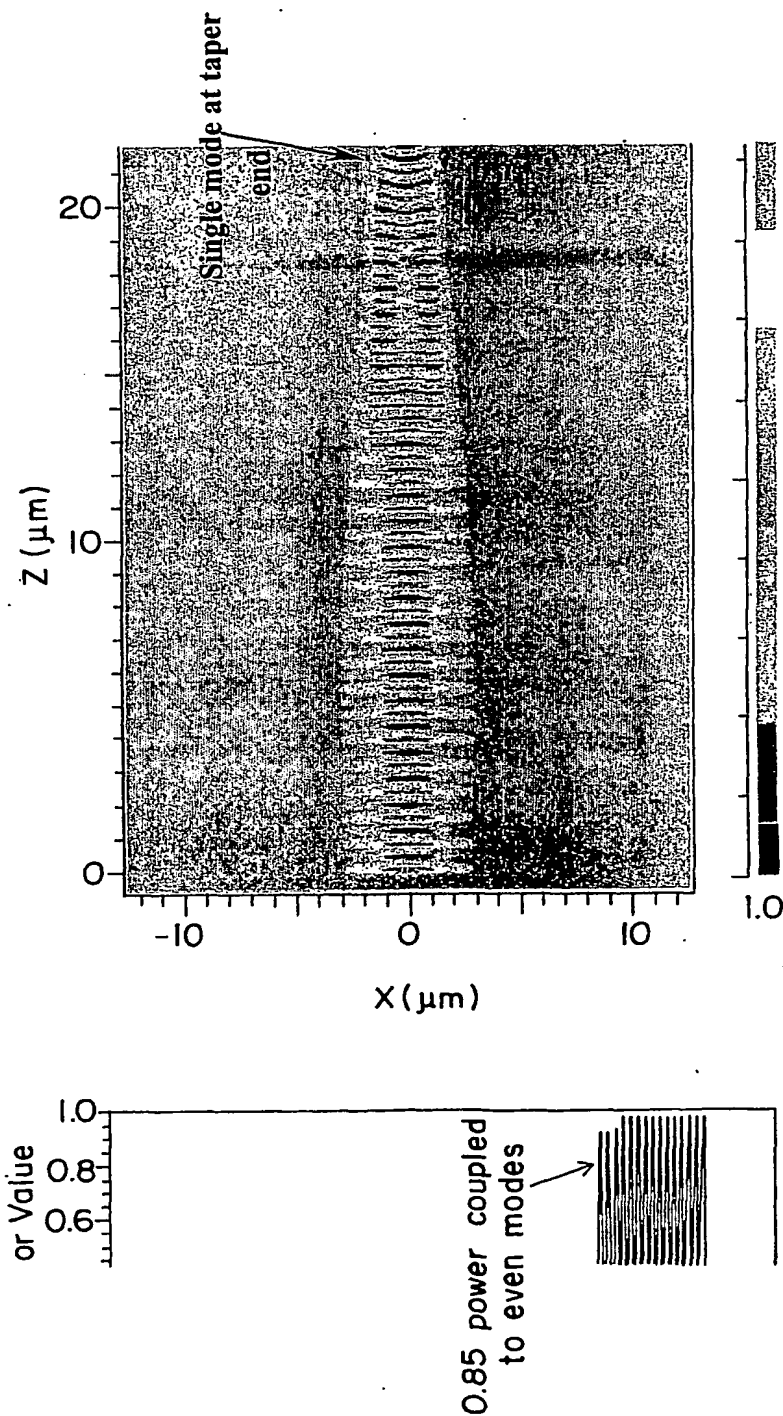 Single mode at taper
end
Z (μm)
20
10
0
-10
0
10
X (μm)
1.0
or Value
1.0
0.8
0.6
0.85 power coupled
to even modes